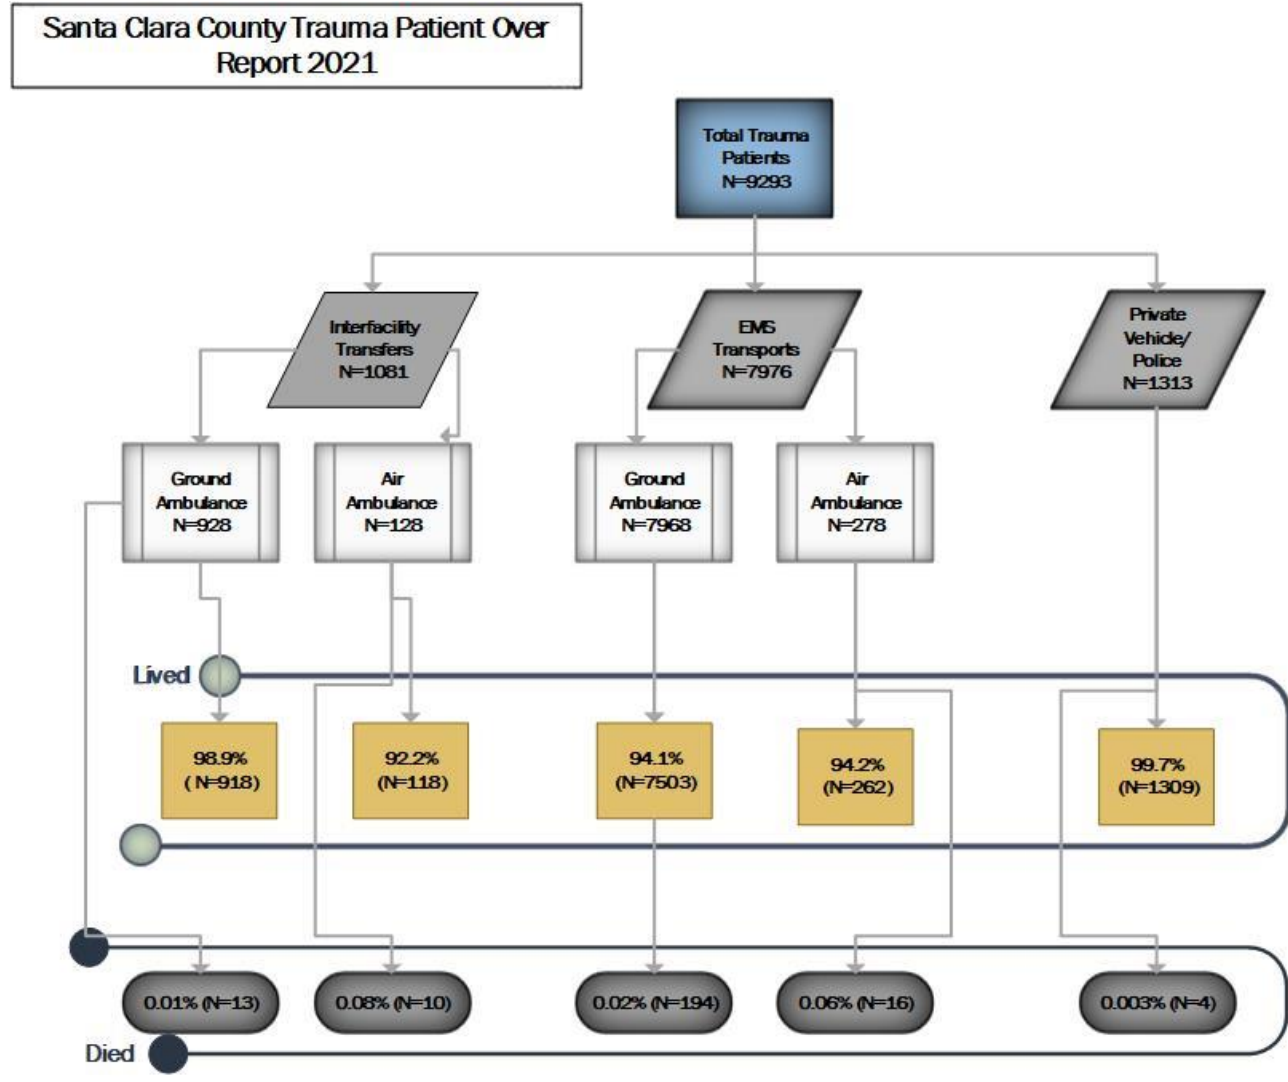 Santa Clara County Trauma Patient Over
Report 2021
Total Trauma
Patients
N=9293
Interfacility
Transfers
N=1081
EMS
Transports
N=7976
Private
Vehicle/
Police
N=1313
Ground
Ambulance
N=928
Air
Ambulance
N=128
Ground
Ambulance
N=7968
Air
Ambulance
N=278
Lived
98.9%
( N=918)
92.2%
(N=118)
94.1%
(N=7503)
94.2%
(N=262)
99.7%
(N=1309)
0.01% (N=13)
0.08% (N=10)
0.02% (N=194)
0.06% (N=16)
0.003% (N=4)
Died